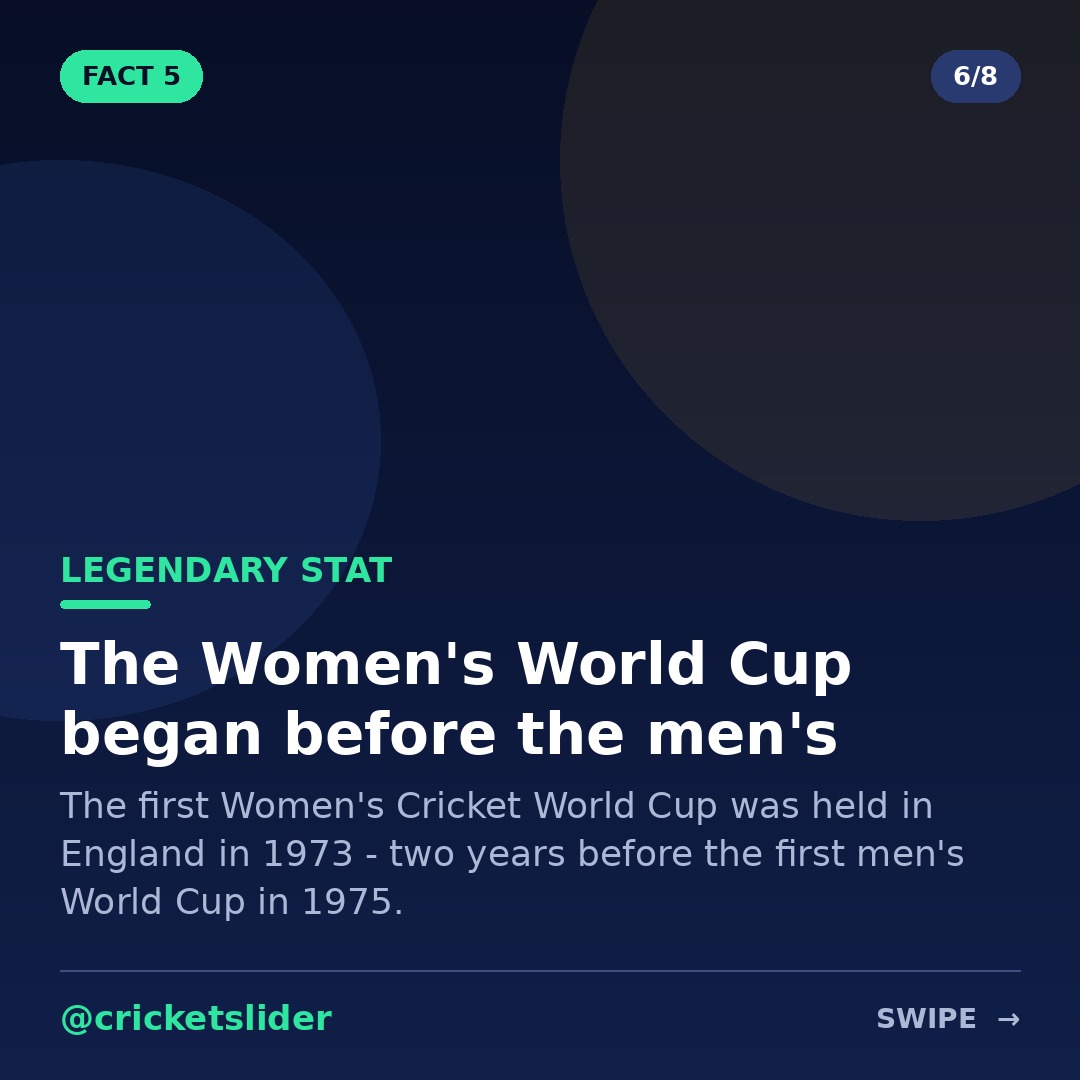 FACT 5
6/8
LEGENDARY STAT
The Women's World Cup
began before the men's
The first Women's Cricket World Cup was held in
England in 1973 - two years before the first men's
World Cup in 1975.
@cricketslider
SWIPE →